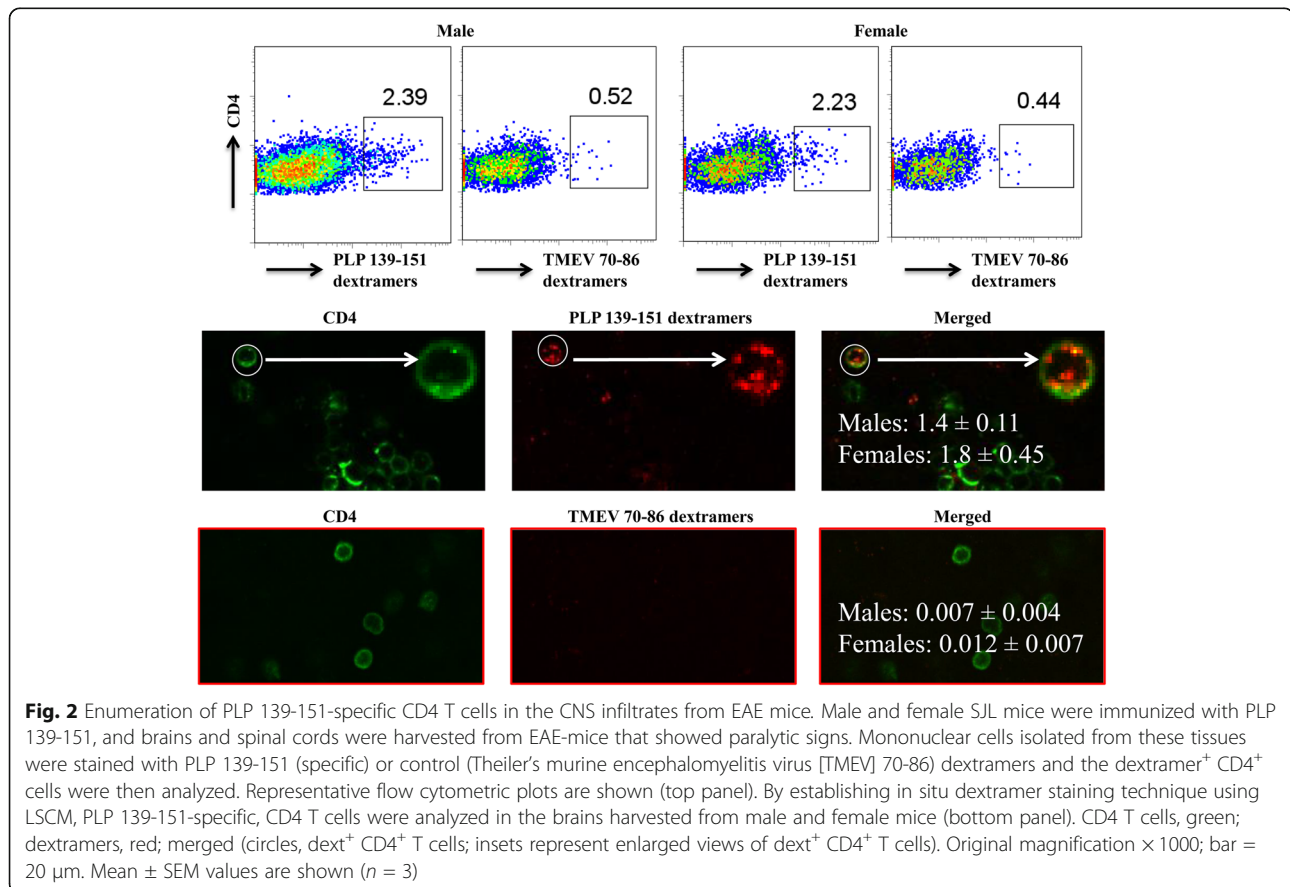 Male
Female
CD4
2.39
0.52
2.23
0.44
PLP 139-151
dextramers
TMEV 70-86
dextramers
PLP 139-151
dextramers
TMEV 70-86
dextramers
CD4
PLP 139-151 dextramers
Merged
Males: 1.4 ± 0.11
Females: 1.8 ± 0.45
CD4
TMEV 70-86 dextramers
Merged
Males: 0.007 ± 0.004
Females: 0.012 ± 0.007
Fig. 2 Enumeration of PLP 139-151-specific CD4 T cells in the CNS infiltrates from EAE mice. Male and female SJL mice were immunized with PLP
139-151, and brains and spinal cords were harvested from EAE-mice that showed paralytic signs. Mononuclear cells isolated from these tissues
were stained with PLP 139-151 (specific) or control (Theiler's murine encephalomyelitis virus [TMEV] 70-86) dextramers and the dextramer⁺ CD4⁺
cells were then analyzed. Representative flow cytometric plots are shown (top panel). By establishing in situ dextramer staining technique using
LSCM, PLP 139-151-specific, CD4 T cells were analyzed in the brains harvested from male and female mice (bottom panel). CD4 T cells, green;
dextramers, red; merged (circles, dext⁺ CD4⁺ T cells; insets represent enlarged views of dext⁺ CD4⁺ T cells). Original magnification × 1000; bar =
20 μm. Mean ± SEM values are shown (n = 3)